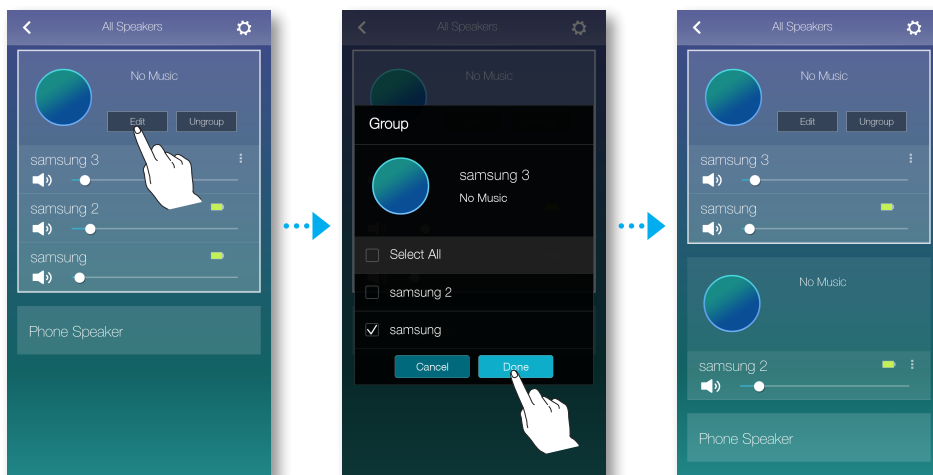 All Speakers
No Music
Edit
Ungroup
samsung 3
samsung 2
samsung
Phone Speaker
All Speakers
No Music
Group
samsung 3
No Music
Select All
samsung 2
samsung
Cancel
Done
All Speakers
No Music
Edit
Ungroup
samsung 3
samsung
No Music
samsung 2
Phone Speaker